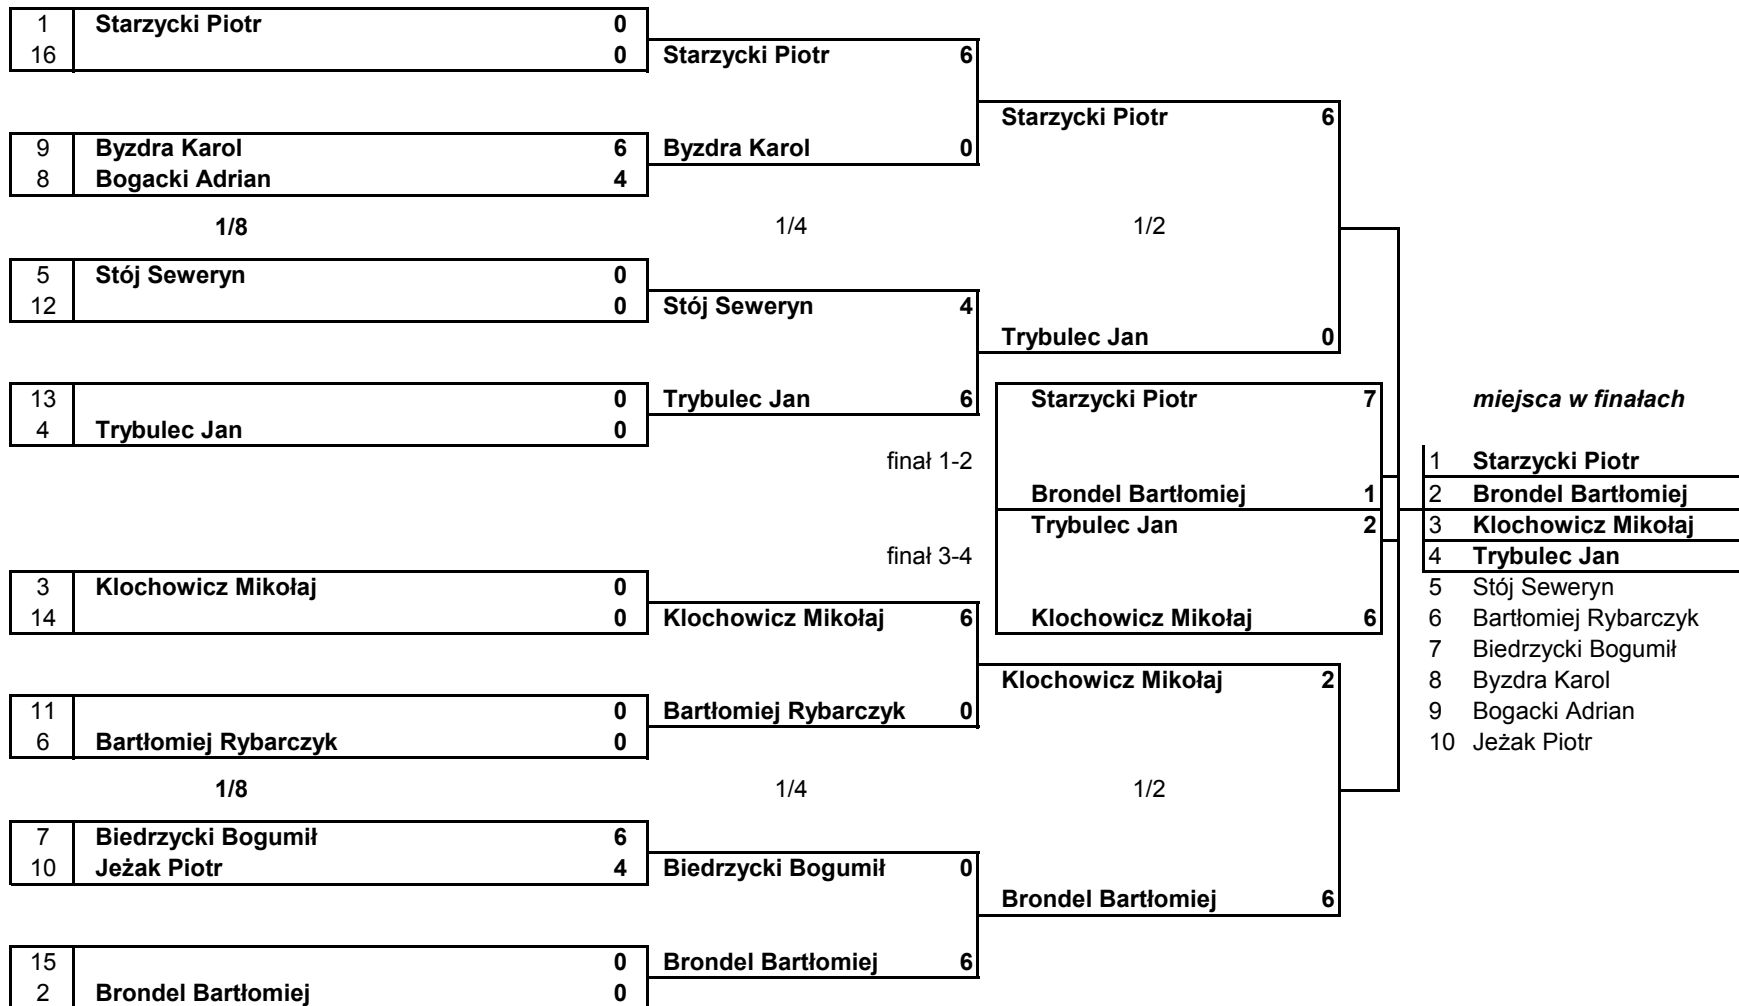 1 Starzycki Piotr 0
16 0 Starzycki Piotr 6
Starzycki Piotr 6
9 Byzdra Karol 6 Byzdra Karol 0
8 Bogacki Adrian 4
1/8 1/4 1/2
5 Stój Seweryn 0
12 0 Stój Seweryn 4
Trybulec Jan 0
13 0 Trybulec Jan 6 Starzycki Piotr 7 miejsca w finałach
4 Trybulec Jan 0
finał 1-2 1 Starzycki Piotr
Brondel Bartłomiej 1 2 Brondel Bartłomiej
Trybulec Jan 2 3 Klochowicz Mikołaj
finał 3-4 4 Trybulec Jan
3 Klochowicz Mikołaj 0 5 Stój Seweryn
14 0 Klochowicz Mikołaj 6 Klochowicz Mikołaj 6 6 Bartłomiej Rybarczyk
7 Biedrzycki Bogumił
Klochowicz Mikołaj 2 8 Byzdra Karol
11 0 Bartłomiej Rybarczyk 0 9 Bogacki Adrian
6 Bartłomiej Rybarczyk 0 10 Jeżak Piotr
1/8 1/4 1/2
7 Biedrzycki Bogumił 6
10 Jeżak Piotr 4 Biedrzycki Bogumił 0
Brondel Bartłomiej 6
15 0 Brondel Bartłomiej 6
2 Brondel Bartłomiej 0